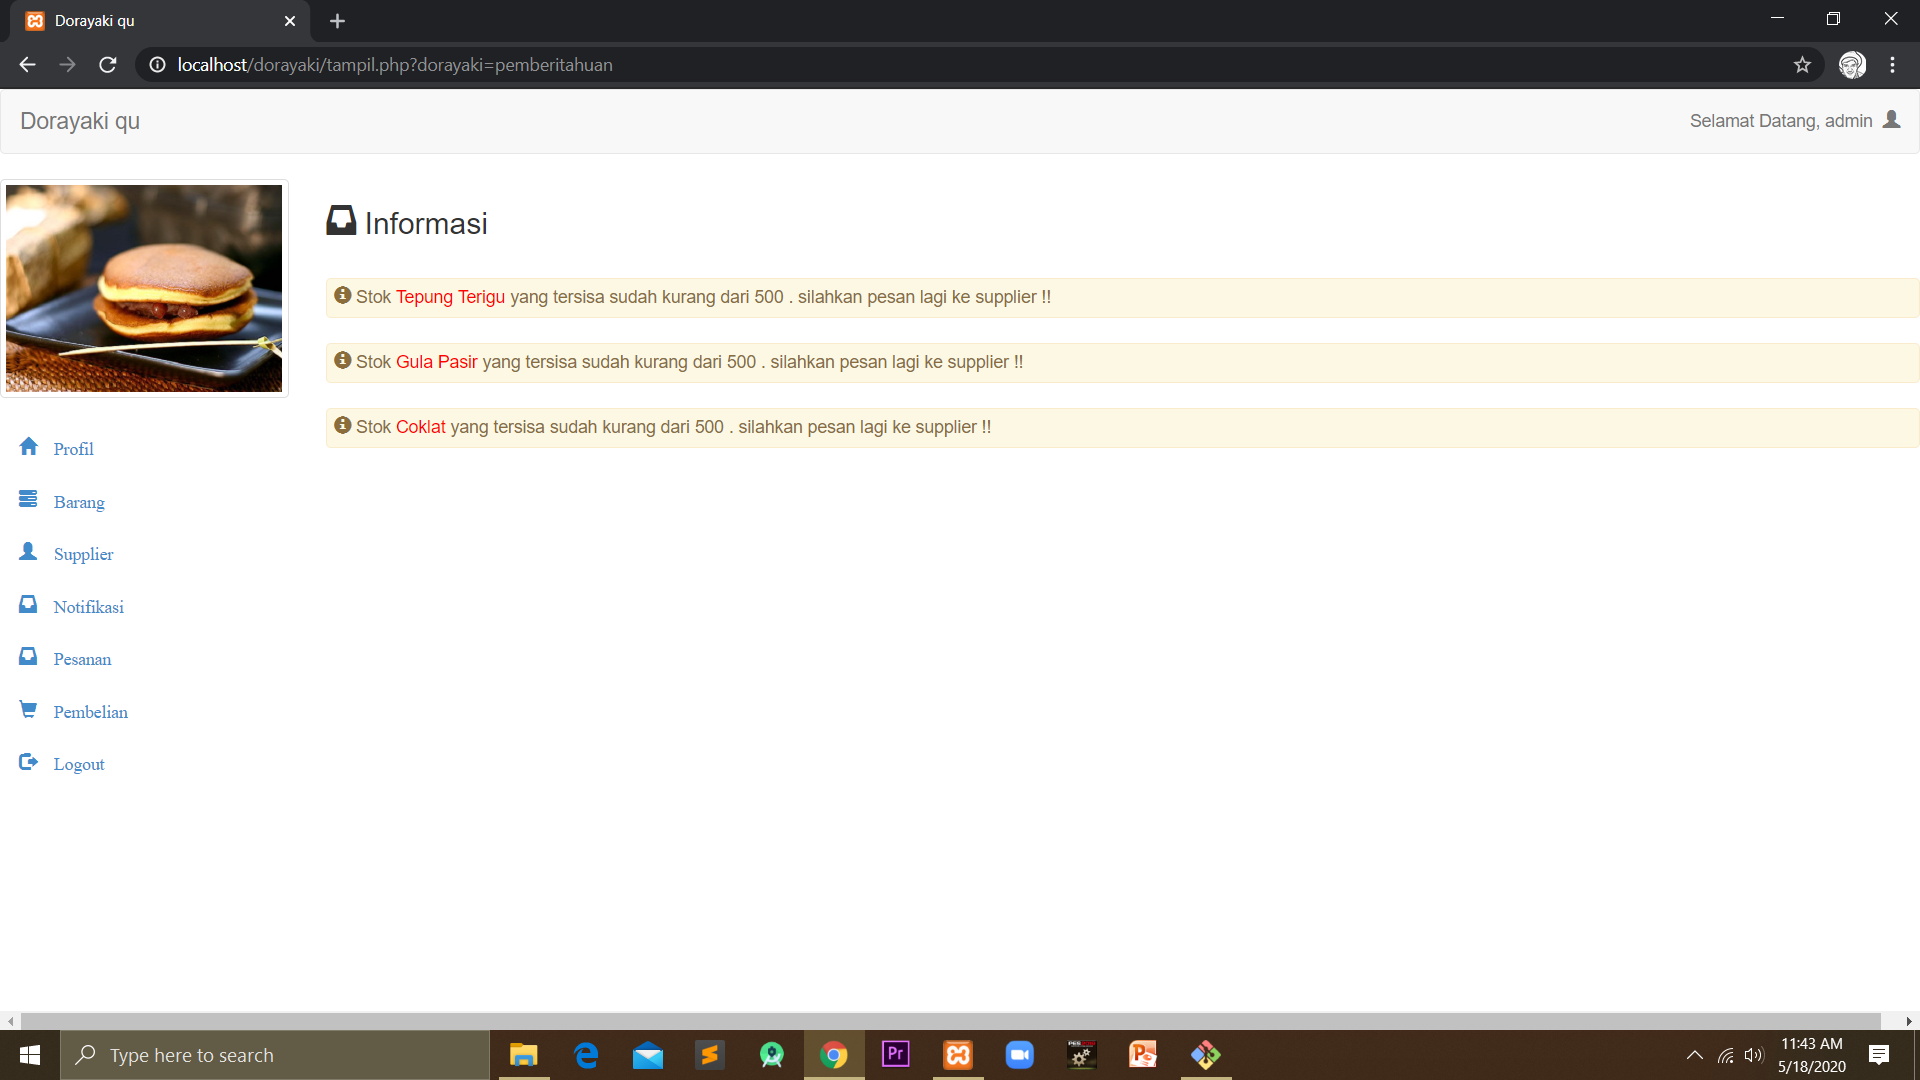 Dorayaki qu
localhost/dorayaki/tampil.php?dorayaki=pemberitahuan
Dorayaki qu
Selamat Datang, admin
Informasi
Stok Tepung Terigu yang tersisa sudah kurang dari 500 . silahkan pesan lagi ke supplier !!
Stok Gula Pasir yang tersisa sudah kurang dari 500 . silahkan pesan lagi ke supplier !!
Stok Coklat yang tersisa sudah kurang dari 500 . silahkan pesan lagi ke supplier !!
Profil
Barang
Supplier
Notifikasi
Pesanan
Pembelian
Logout
Type here to search
Pr
11:43 AM
5/18/2020